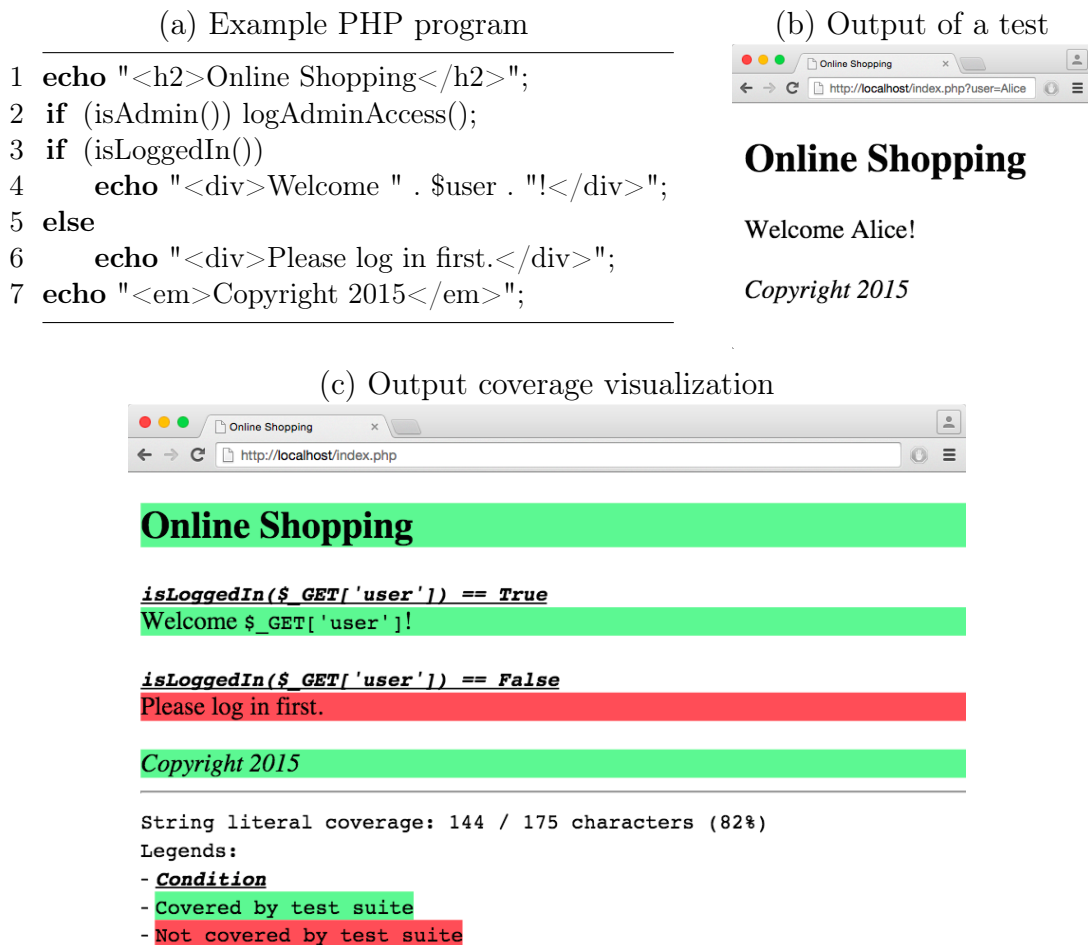 (a) Example PHP program
1 echo "<h2>Online Shopping</h2>";
2 if (isAdmin()) logAdminAccess();
3 if (isLoggedIn())
4 echo "<div>Welcome " . $user . "!</div>";
5 else
6 echo "<div>Please log in first.</div>";
7 echo "<em>Copyright 2015</em>";
(b) Output of a test
Online Shopping ×
http://localhost/index.php?user=Alice
Online Shopping
Welcome Alice!
Copyright 2015
(c) Output coverage visualization
Online Shopping ×
http://localhost/index.php
Online Shopping
isLoggedIn($_GET['user']) == True
Welcome $_GET['user']!
isLoggedIn($_GET['user']) == False
Please log in first.
Copyright 2015
String literal coverage: 144 / 175 characters (82%)
Legends:
- Condition
- Covered by test suite
- Not covered by test suite